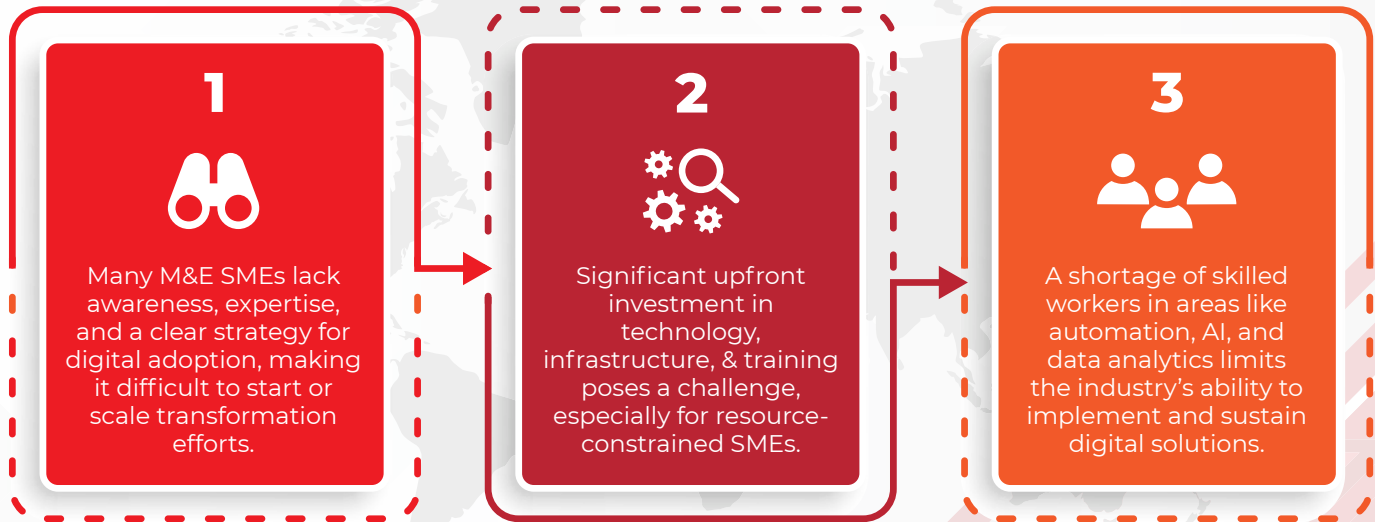 1
Many M&E SMEs lack
awareness, expertise,
and a clear strategy for
digital adoption, making
it difficult to start or
scale transformation
efforts.
2
Significant upfront
investment in
technology,
infrastructure, & training
poses a challenge,
especially for resource-
constrained SMEs.
3
A shortage of skilled
workers in areas like
automation, AI, and
data analytics limits
the industry’s ability to
implement and sustain
digital solutions.